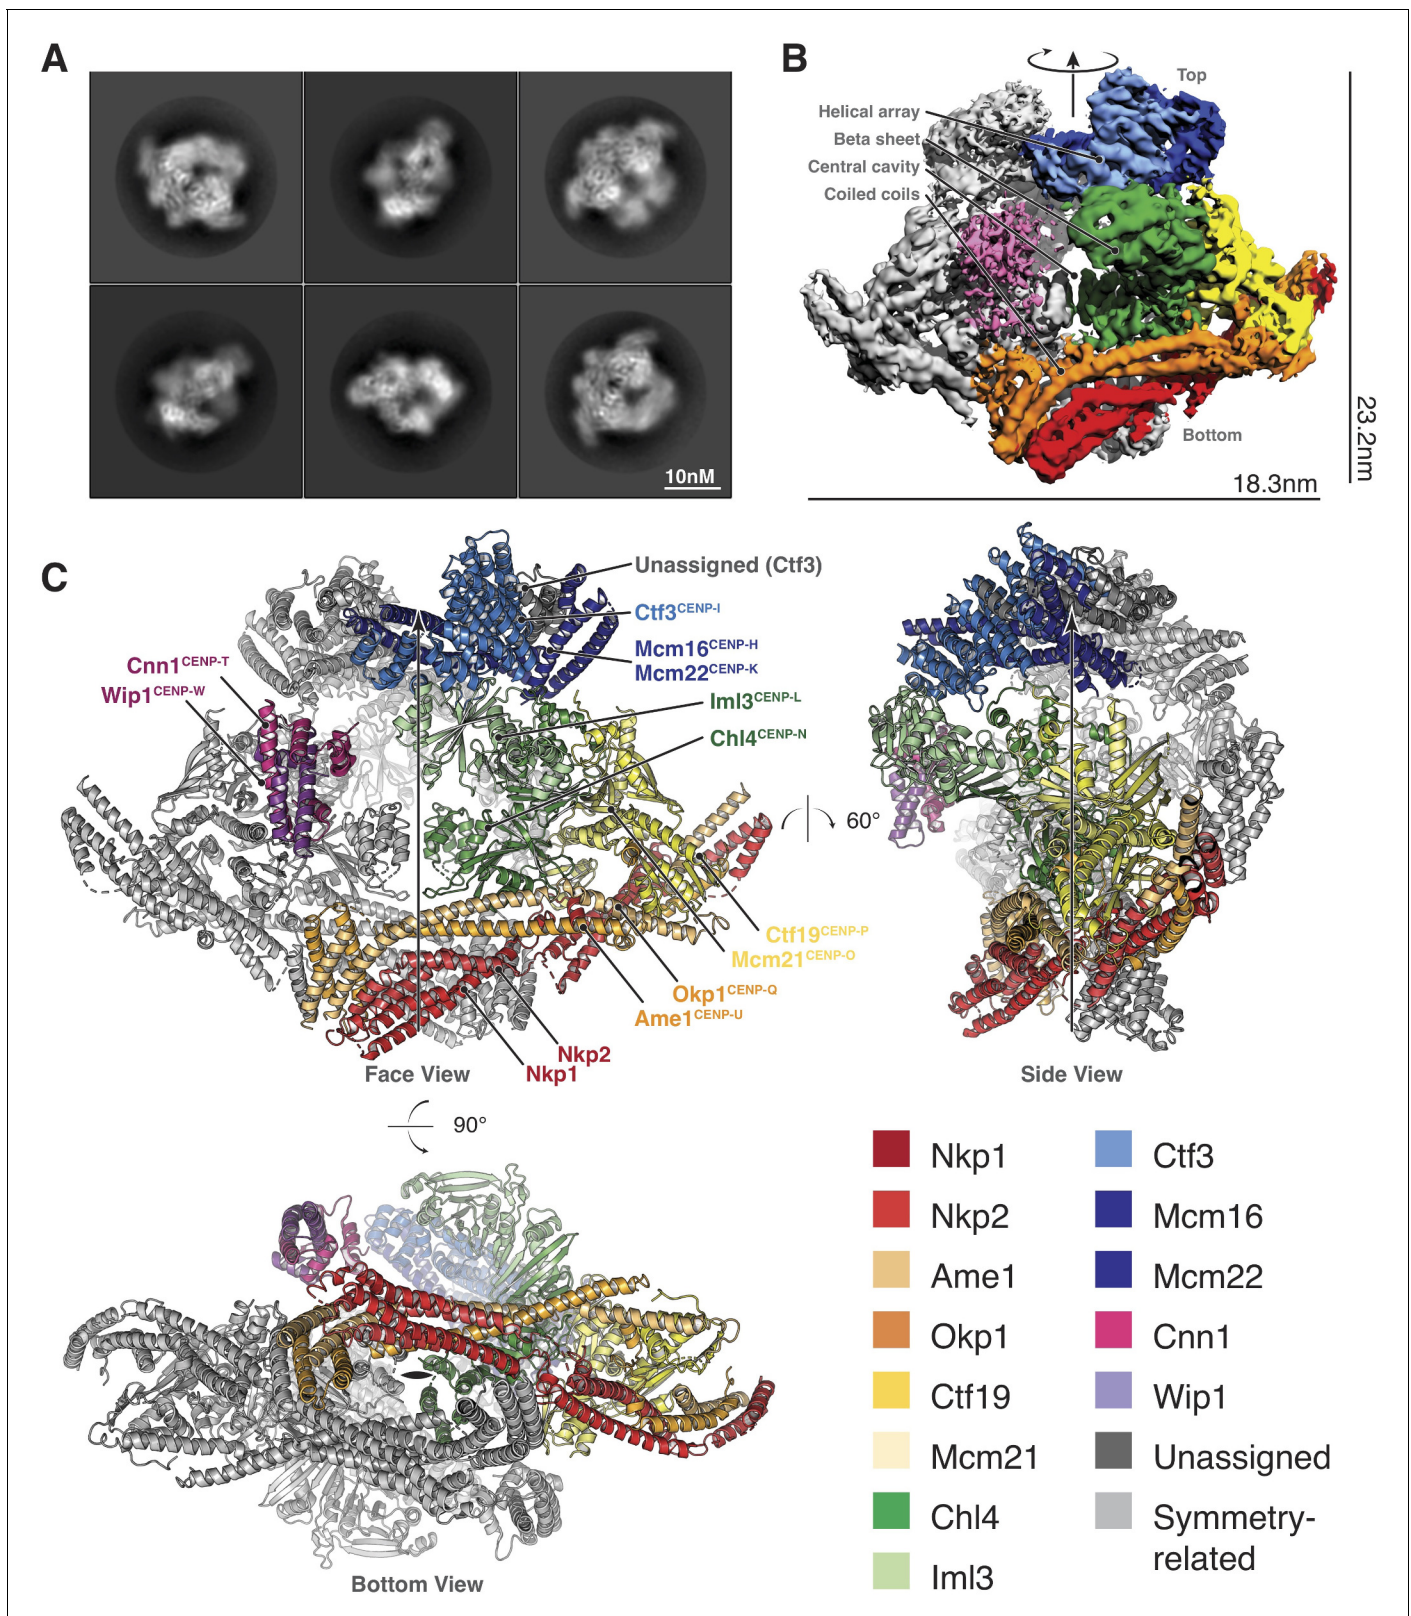 A
10nM
B
Top
Helical array
Beta sheet
Central cavity
Coiled coils
Bottom
23.2nm
18.3nm
C
Unassigned (Ctf3)
Ctf3CENP-I
Mcm16CENP-H
Mcm22CENP-K
Cnn1CENP-T
Wip1CENP-W
Iml3CENP-L
Chl4CENP-N
60°
Ctf19CENP-P
Mcm21CENP-O
Okp1CENP-Q
Ame1CENP-U
Nkp2
Nkp1
Face View
Side View
90°
Nkp1
Nkp2
Ame1
Okp1
Ctf19
Mcm21
Chl4
Iml3
Ctf3
Mcm16
Mcm22
Cnn1
Wip1
Unassigned
Symmetry-
related
Bottom View